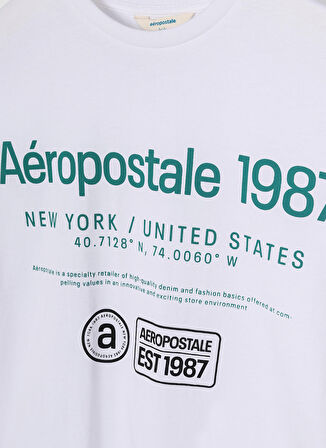 aéropostale
Aéropostale 1987
NEW YORK / UNITED STATES
40.7128° N, 74.0060° W
Aéropostale is a specialty retailer of high-quality denim and fashion basics offered at com-
pelling values in an innovative and exciting store environment
a
AEROPOSTALE
EST 1987